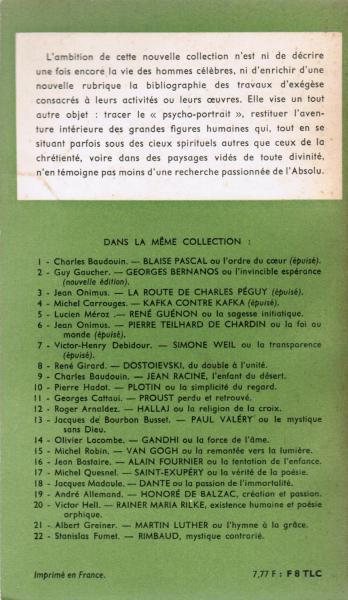 L'ambition de cette nouvelle collection n'est ni de décrire
une fois encore la vie des hommes célèbres, ni d'enrichir d'une
nouvelle rubrique la bibliographie des travaux d'exégèse
consacrés à leurs activités ou leurs œuvres. Elle vise un tout
autre objet : tracer le « psycho-portrait », restituer l'aven-
ture intérieure des grandes figures humaines qui, tout en se
situant parfois sous des cieux spirituels autres que ceux de la
chrétienté, voire dans des paysages vidés de toute divinité,
n'en témoigne pas moins d'une recherche passionnée de l'Absolu.
DANS LA MÊME COLLECTION :
1 - Charles Baudouin. — BLAISE PASCAL ou l'ordre du cœur (épuisé).
2 - Guy Gaucher. — GEORGES BERNANOS ou l'invincible espérance
(nouvelle édition).
3 - Jean Onimus. — LA ROUTE DE CHARLES PÉGUY (épuisé).
4 - Michel Carrouges. — KAFKA CONTRE KAFKA (épuisé).
5 - Lucien Méroz .— RENÉ GUÉNON ou la sagesse initiatique.
6 - Jean Onimus. — PIERRE TEILHARD DE CHARDIN ou la foi au
monde (épuisé).
7 - Victor-Henry Debidour. — SIMONE WEIL ou la transparence
(épuisé).
8 - René Girard. — DOSTOIEVSKI, du double à l'unité.
9 - Charles Baudouin. — JEAN RACINE, l'enfant du désert.
10 - Pierre Hadot. — PLOTIN ou la simplicité du regard.
11 - Georges Cattaui. — PROUST perdu et retrouvé.
12 - Roger Arnaldez. — HALLAJ ou la religion de la croix.
13 - Jacques de Bourbon Busset. — PAUL VALÉRY ou le mystique
sans Dieu.
14 - Olivier Lacombe. — GANDHI ou la force de l'âme.
15 - Michel Robin. — VAN GOGH ou la remontée vers la lumière.
16 - Jean Bastaire. — ALAIN FOURNIER ou la tentation de l'enfance.
17 - Michel Quesnel. — SAINT-EXUPÉRY ou la vérité de la poésie.
18 - Jacques Madaule. — DANTE ou la passion de l'immortalité.
19 - André Allemand. — HONORÉ DE BALZAC, création et passion.
20 - Victor Hell. — RAINER MARIA RILKE, existence humaine et poésie
orphique.
21 - Albert Greiner. — MARTIN LUTHER ou l'hymne à la grâce.
22 - Stanislas Fumet. — RIMBAUD, mystique contrarié.
Imprimé en France.
7,77 F : F 8 TLC